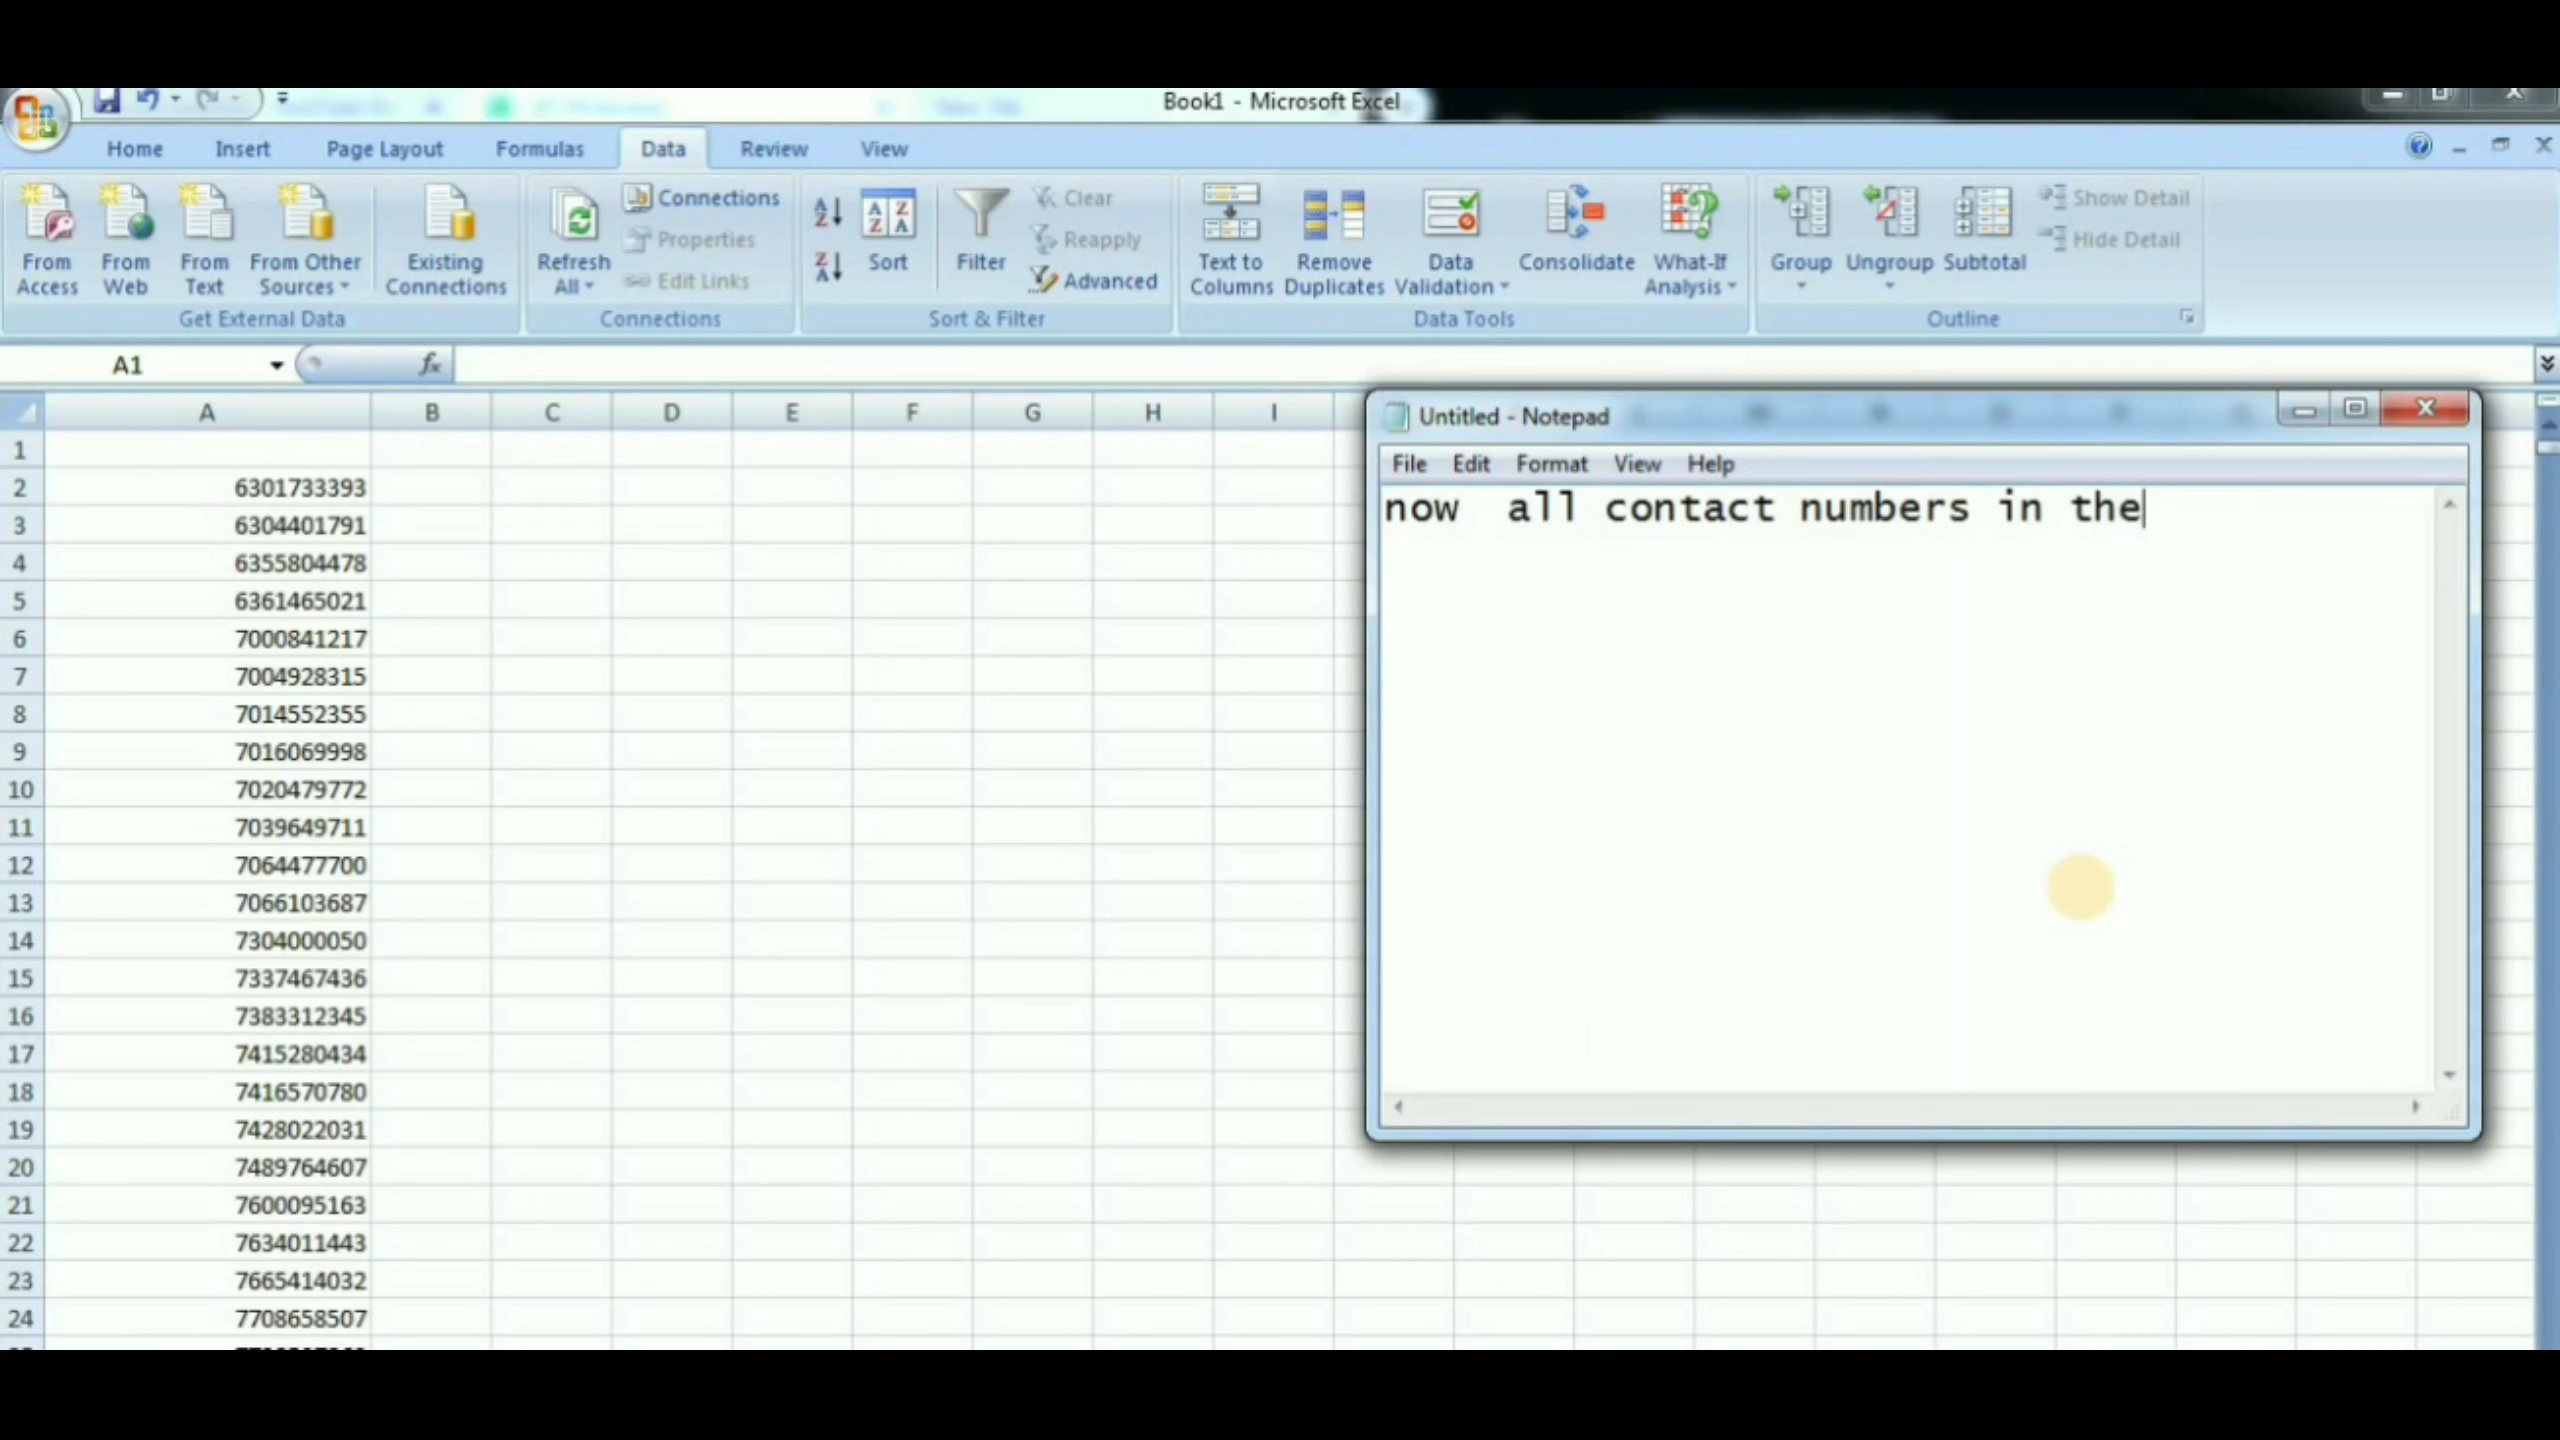 Book1 - Microsoft Excel
Home Insert Page Layout Formulas Data Review View
From Access
From Web
From Text
From Other Sources
Existing Connections
Get External Data
Refresh All
Connections
Properties
Edit Links
Connections
Sort
Filter
Clear
Reapply
Advanced
Sort & Filter
Text to Columns
Remove Duplicates
Data Validation
Consolidate
What-If Analysis
Data Tools
Group
Ungroup
Subtotal
Show Detail
Hide Detail
Outline
A1 fx
A B C D E F G H I
1
2 6301733393
3 6304401791
4 6355804478
5 6361465021
6 7000841217
7 7004928315
8 7014552355
9 7016069998
10 7020479772
11 7039649711
12 7064477700
13 7066103687
14 7304000050
15 7337467436
16 7383312345
17 7415280434
18 7416570780
19 7428022031
20 7489764607
21 7600095163
22 7634011443
23 7665414032
24 7708658507
Untitled - Notepad
File Edit Format View Help
now  all contact numbers in the